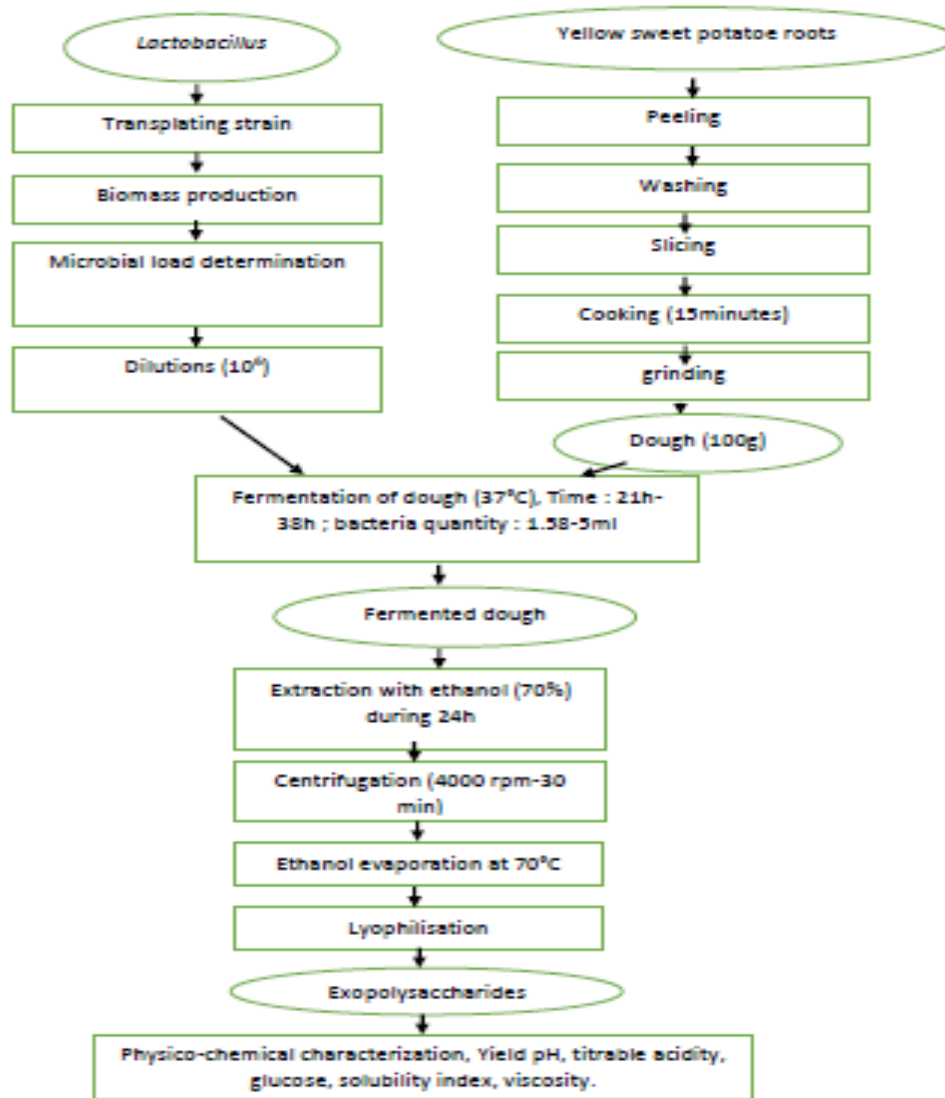 Lactobacillus
Transplating strain
Biomass production
Microbial load determination
Dilutions (10⁶)
Yellow sweet potatoe roots
Peeling
Washing
Slicing
Cooking (15minutes)
grinding
Dough (100g)
Fermentation of dough (37°C), Time : 21h-
38h ; bacteria quantity : 1.58-5ml
Fermented dough
Extraction with ethanol (70%)
during 24h
Centrifugation (4000 rpm-30
min)
Ethanol evaporation at 70°C
Lyophilisation
Exopolysaccharides
Physico-chemical characterization, Yield pH, titrable acidity,
glucose, solubility index, viscosity.